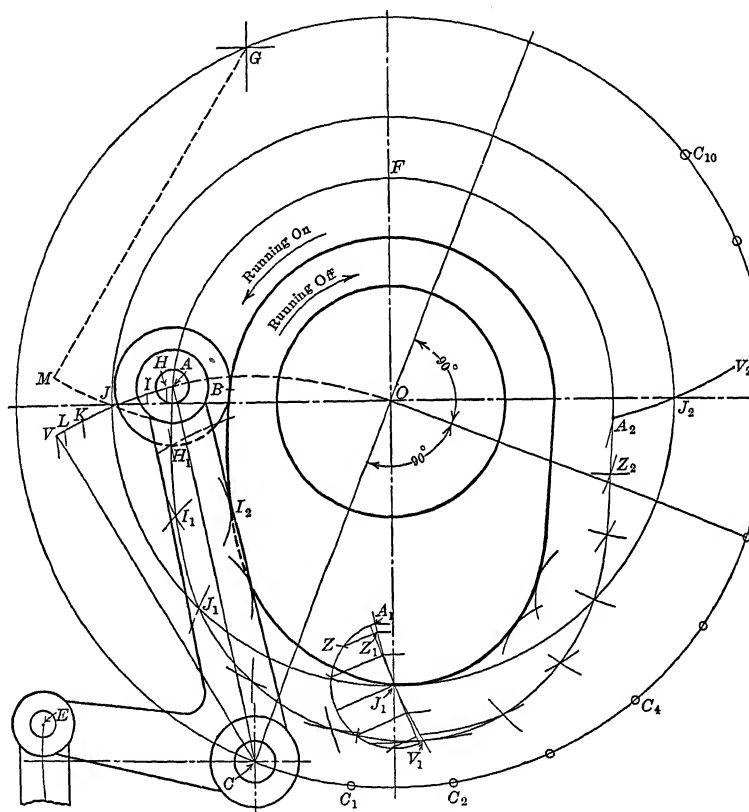 G
C10
F
Running On
Running Off
90°
M
J
I
H
A
B
O
V2
J2
V
L
K
A2
H1
90°
Z2
I1
I2
J1
A1
Z
Z1
J1
E
C4
V1
C
C1
C2